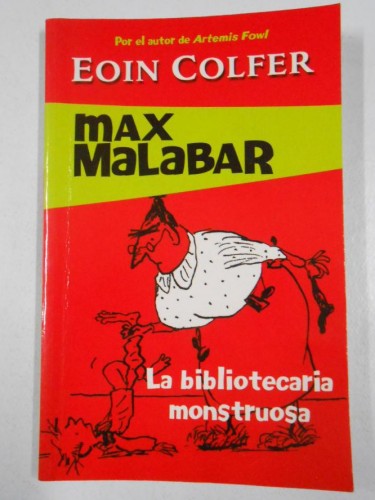 Por el autor de Artemis Fowl
EOIN COLFER
max
malabar
La bibliotecaria
monstruosa